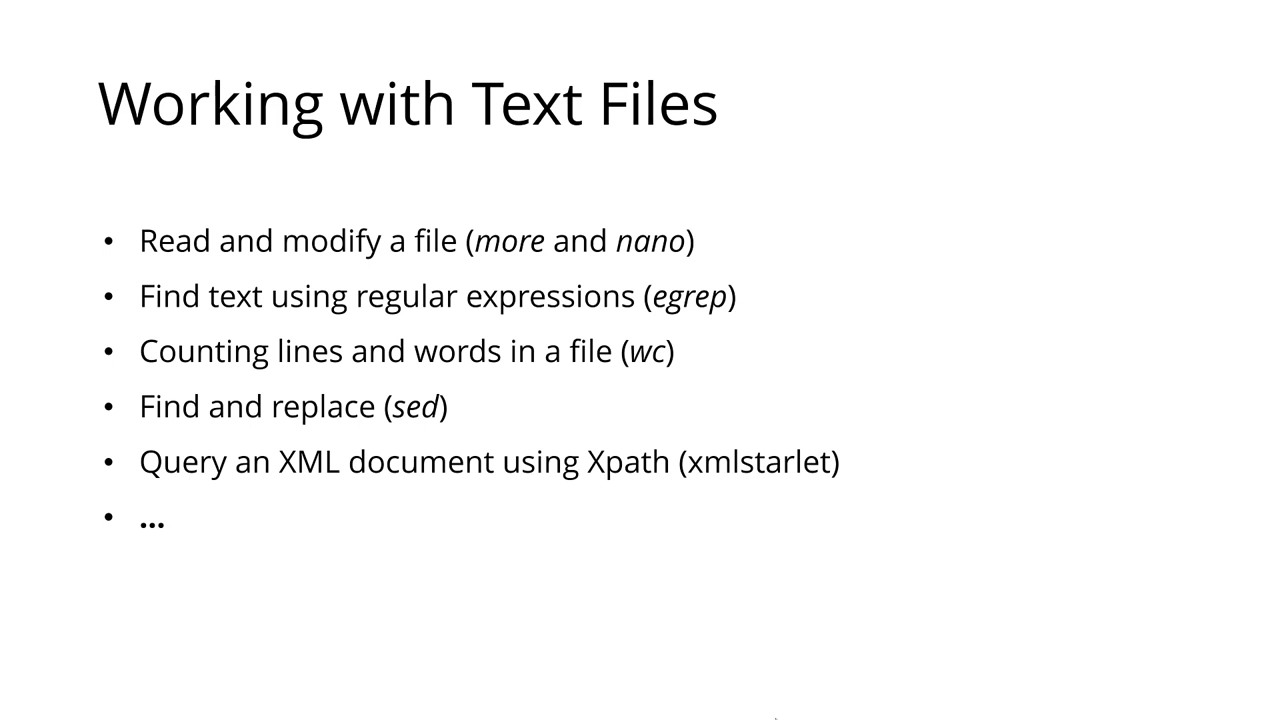 Working with Text Files
• Read and modify a file (more and nano)
• Find text using regular expressions (egrep)
• Counting lines and words in a file (wc)
• Find and replace (sed)
• Query an XML document using Xpath (xmlstarlet)
• ...